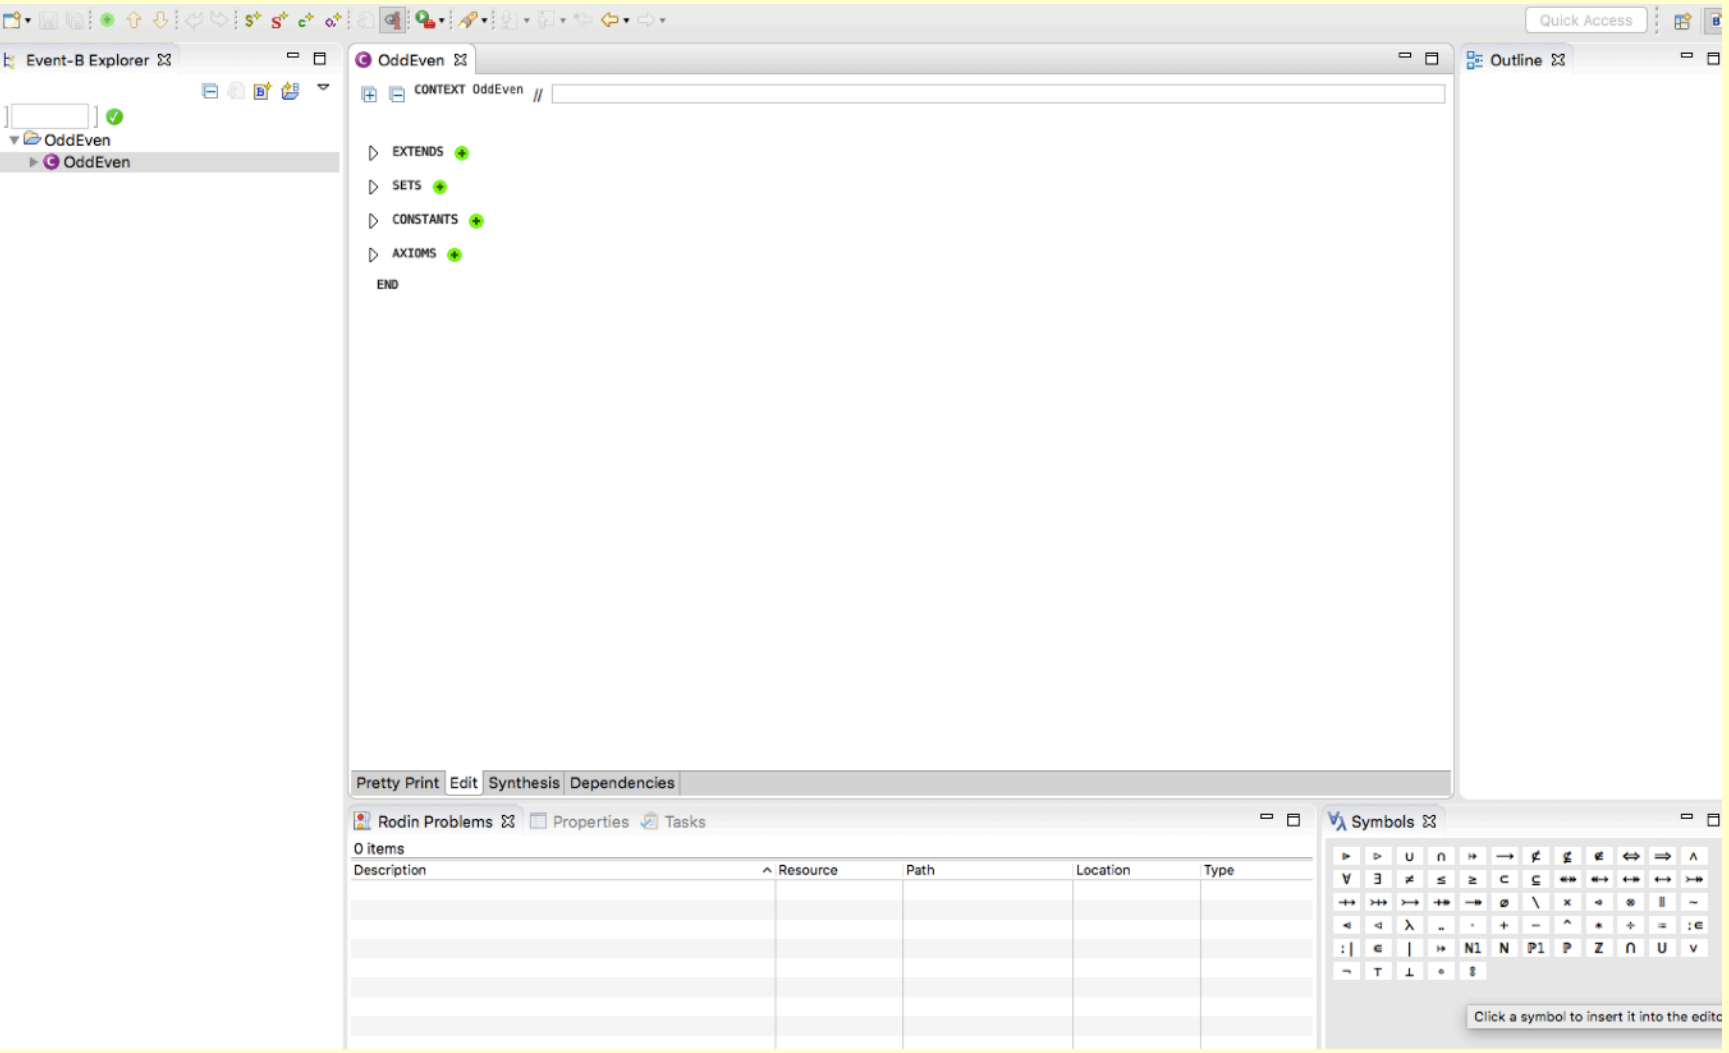 Quick Access
Event-B Explorer
OddEven
Outline
CONTEXT OddEven //
OddEven
OddEven
EXTENDS
SETS
CONSTANTS
AXIOMS
END
Pretty Print Edit Synthesis Dependencies
Rodin Problems Properties Tasks
Symbols
0 items
Description Resource Path Location Type
∪ ∩ ↦ → ⊄ ⊈ ∉ ⇔ ⇒ ∧
∀ ∃ ≠ ≤ ≥ ⊂ ⊆
∅ \ × ∥ ∼
λ ‥ · + − ^ ∗ ÷ ≔ :∈
:∣ ∈ ∣ ↦ ℕ1 ℕ ℙ1 ℙ ℤ ⋂ ⋃ ∨
¬ ⊤ ⊥ ∘
Click a symbol to insert it into the edito